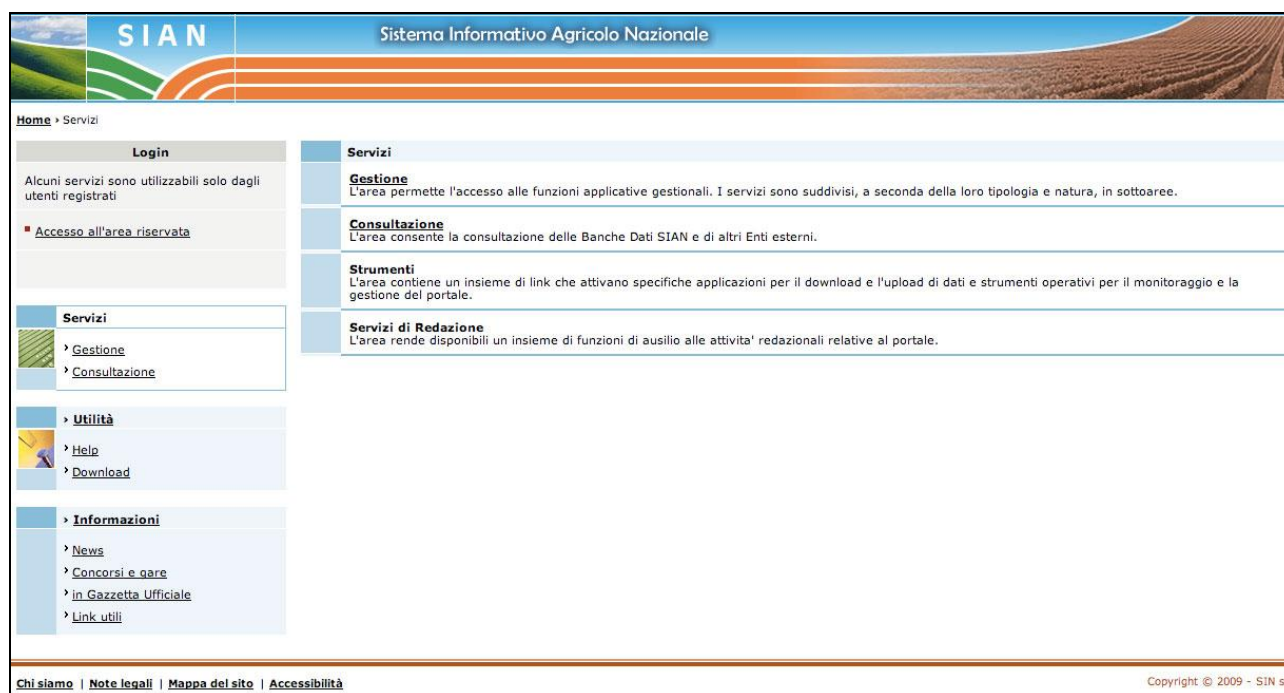 SIAN
Sistema Informativo Agricolo Nazionale
Home › Servizi
Login
Alcuni servizi sono utilizzabili solo dagli
utenti registrati
Accesso all'area riservata
Servizi
› Gestione
› Consultazione
› Utilità
› Help
› Download
› Informazioni
› News
› Concorsi e gare
› in Gazzetta Ufficiale
› Link utili
Servizi
Gestione
L'area permette l'accesso alle funzioni applicative gestionali. I servizi sono suddivisi, a seconda della loro tipologia e natura, in sottoaree.
Consultazione
L'area consente la consultazione delle Banche Dati SIAN e di altri Enti esterni.
Strumenti
L'area contiene un insieme di link che attivano specifiche applicazioni per il download e l'upload di dati e strumenti operativi per il monitoraggio e la
gestione del portale.
Servizi di Redazione
L'area rende disponibili un insieme di funzioni di ausilio alle attivita' redazionali relative al portale.
Chi siamo | Note legali | Mappa del sito | Accessibilità
Copyright © 2009 - SIN s